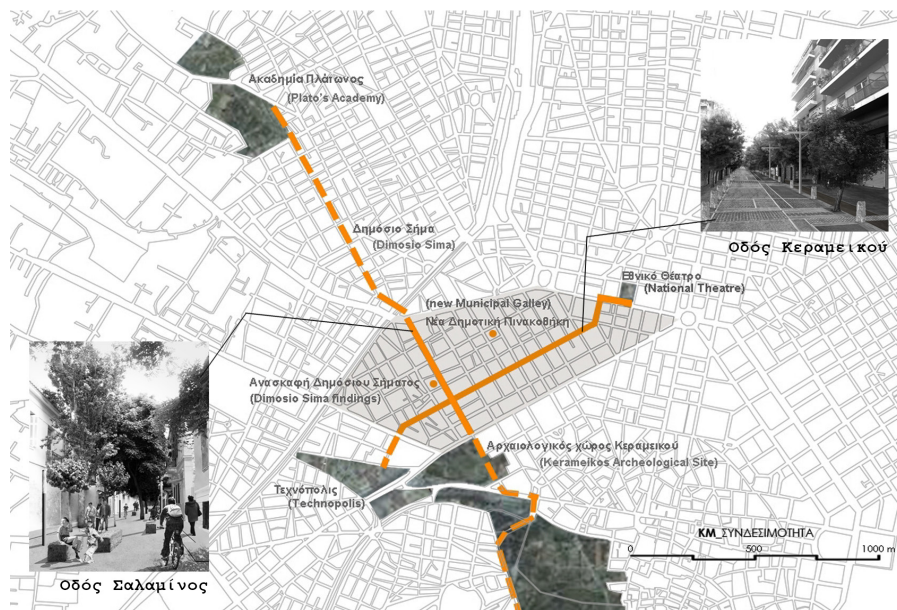 Ακαδημία Πλάτωνος
(Plato's Academy)
Δημόσιο Σήμα
(Dimosio Sima)
Οδός Κεραμεικού
Εθνικό Θέατρο
(National Theatre)
(new Municipal Galley)
Νέα Δημοτική Πινακοθήκη
Ανασκαφή Δημόσιου Σήματος
(Dimosio Sima findings)
Αρχαιολογικός χώρος Κεραμεικού
(Kerameikos Archeological Site)
Τεχνόπολις
(Technopolis)
ΚΜ_ΣΥΝΔΕΣΙΜΟΤΗΤΑ
0 500 1000 m
Οδός Σαλαμίνος